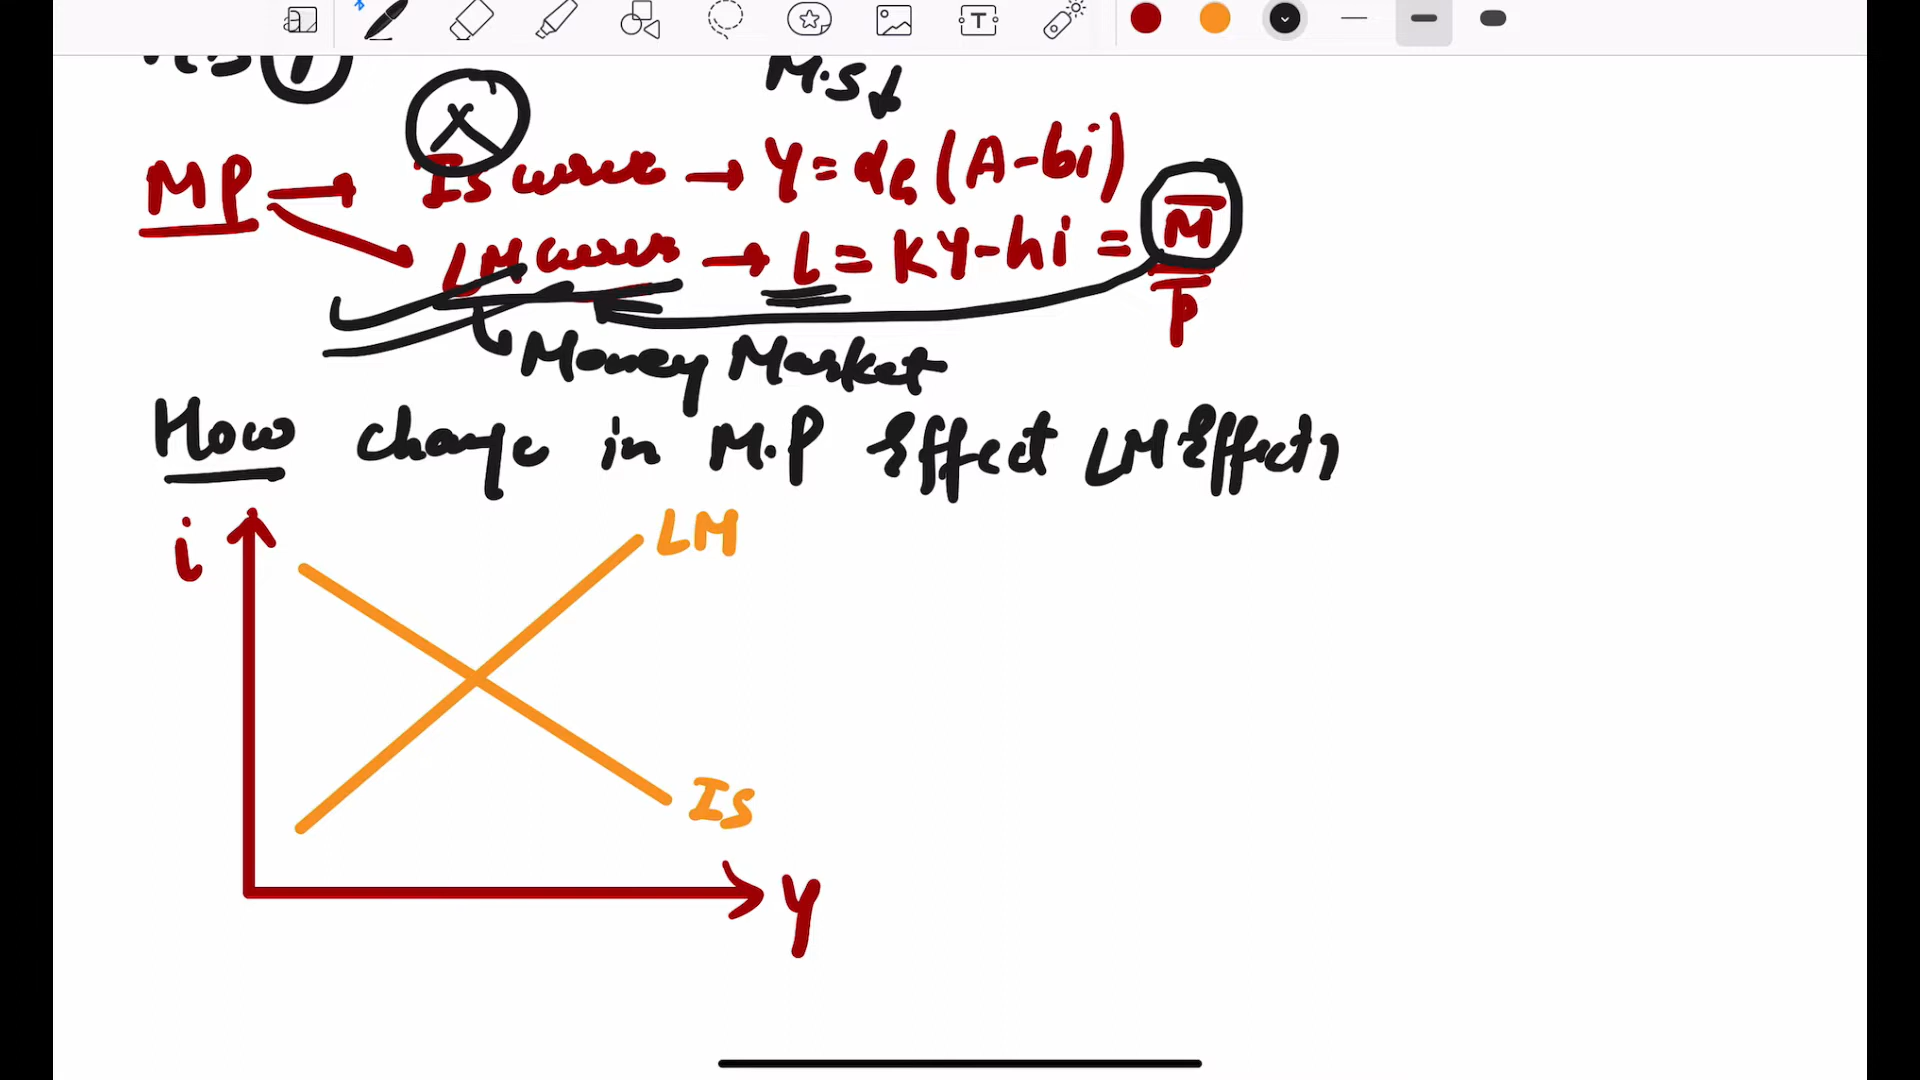 M.S↓
MP → Is curve → Y = αG (A - bi)
LM curve → L = KY - hi = M̅ / P̅
Money Market
How change in M.P Effect LM Effect?
i
LM
Is
Y